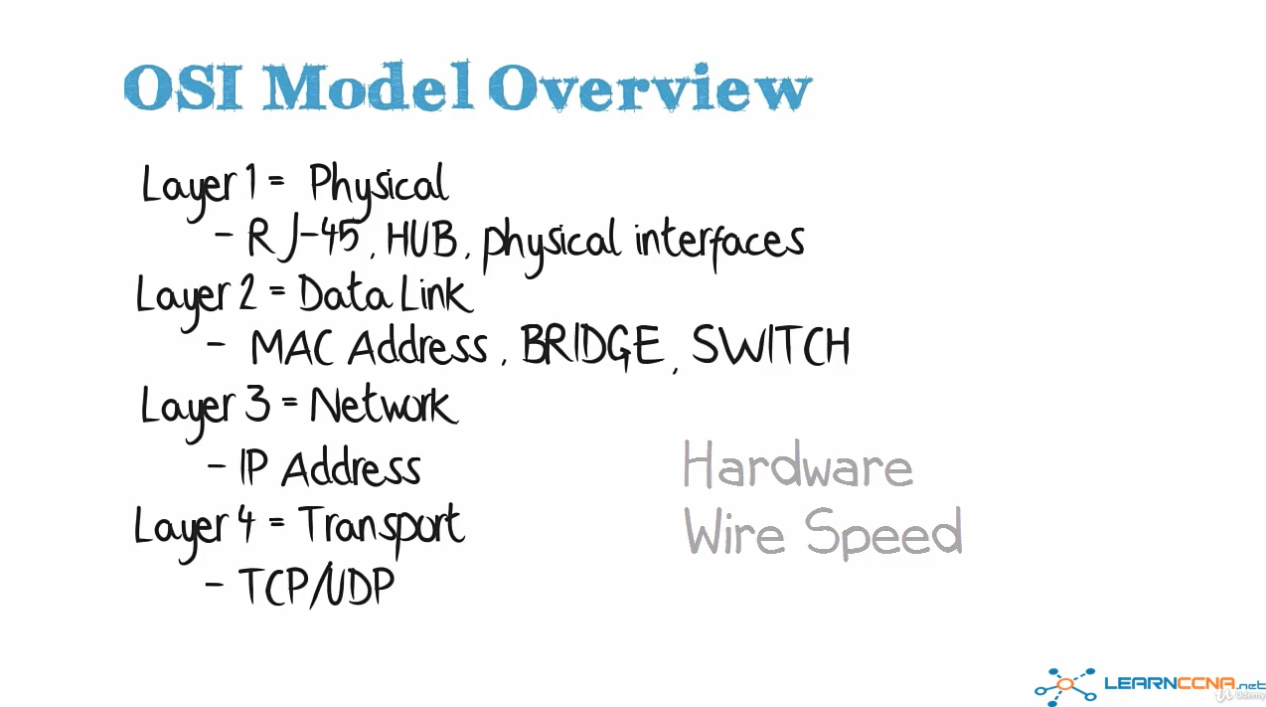 OSI Model Overview
Layer 1 = Physical
- RJ-45, HUB, physical interfaces
Layer 2 = Data Link
- MAC Address, BRIDGE, SWITCH
Layer 3 = Network
- IP Address
Hardware
Layer 4 = Transport
Wire Speed
- TCP/UDP
LEARNCCNA.net
Udemy